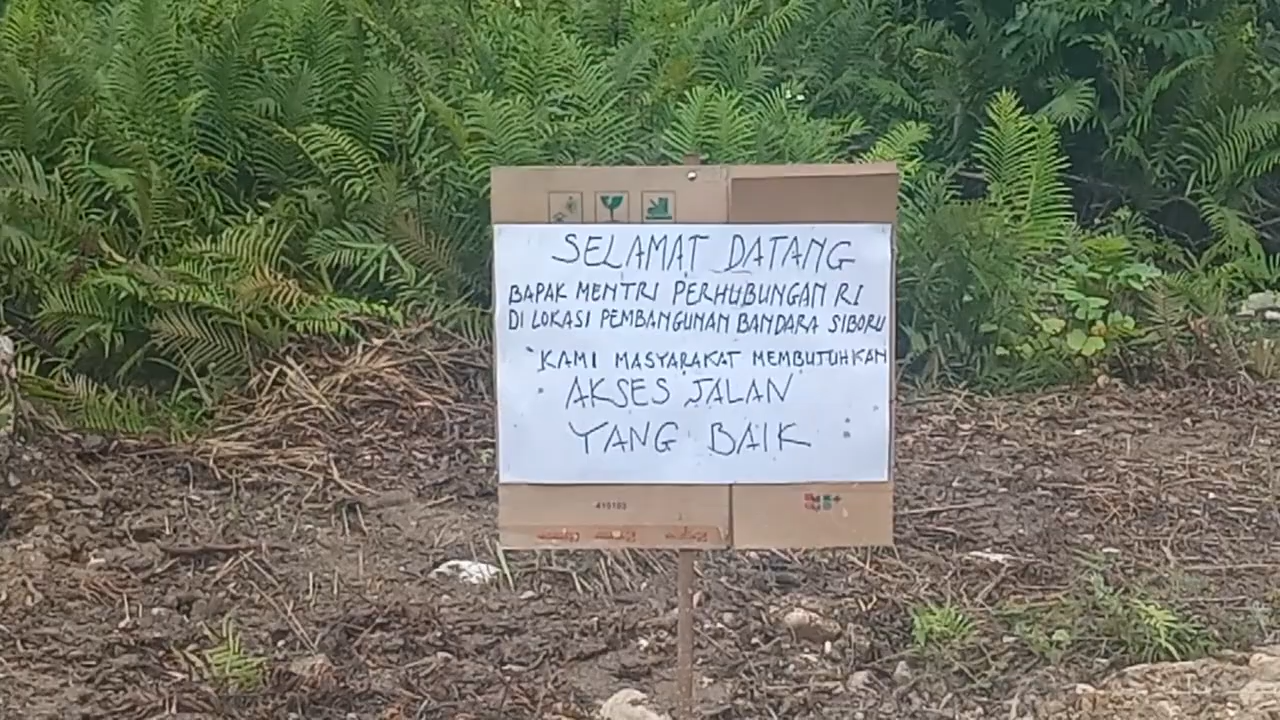 SELAMAT DATANG
BAPAK MENTRI PERHUBUNGAN RI
DI LOKASI PEMBANGUNAN BANDARA SIBORU
"KAMI MASYARAKAT MEMBUTUHKAN
AKSES JALAN
YANG BAIK